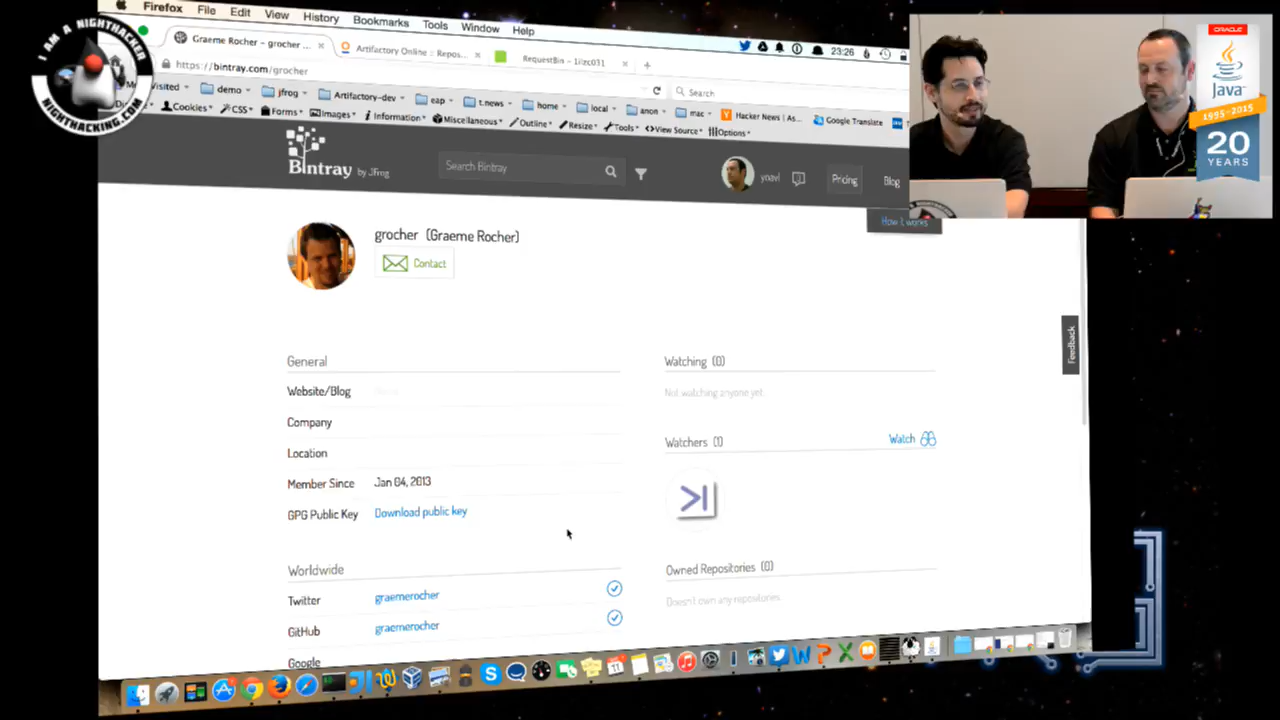 I AM A NIGHTHACKER
NIGHTHACKING.COM
Firefox File Edit View History Bookmarks Tools Window Help
23:26
Graeme Rocher - grocher ...
Artifactory Online :: Repos...
RequestBin - 1ilzc031
https://bintray.com/grocher
Search
Visited demo jfrog Artifactory-dev eap t.news home local anon mac Hacker News | As... Google Translate
Cookies CSS Forms Images Information Miscellaneous Outline Resize Tools View Source Options
Bintray by JFrog
Search Bintray
yoavl
Pricing
Blog
How it works
grocher (Graeme Rocher)
Contact
Feedback
General
Website/Blog
Company
Location
Member Since Jan 04, 2013
GPG Public Key Download public key
Worldwide
Twitter graemerocher
GitHub graemerocher
Google
Watching (0)
Not watching anyone yet
Watchers (1)
Watch
Owned Repositories (0)
Doesn't own any repositories
ORACLE
Java
1995-2015
20
YEARS